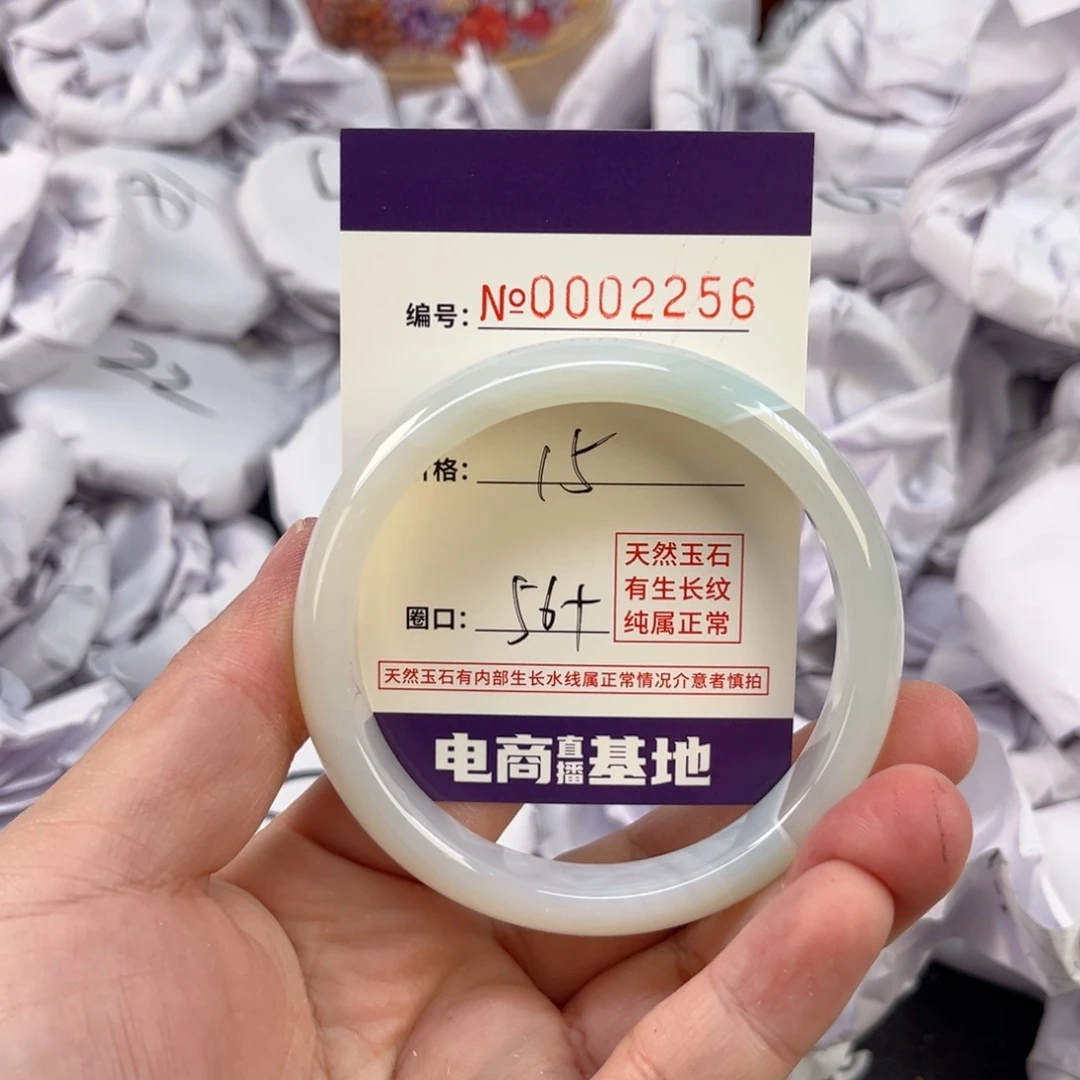 编号: №0002256
格: 15
圈口: 56+
天然玉石
有生长纹
纯属正常
天然玉石有内部生长水线属正常情况介意者慎拍
电商直播基地
22